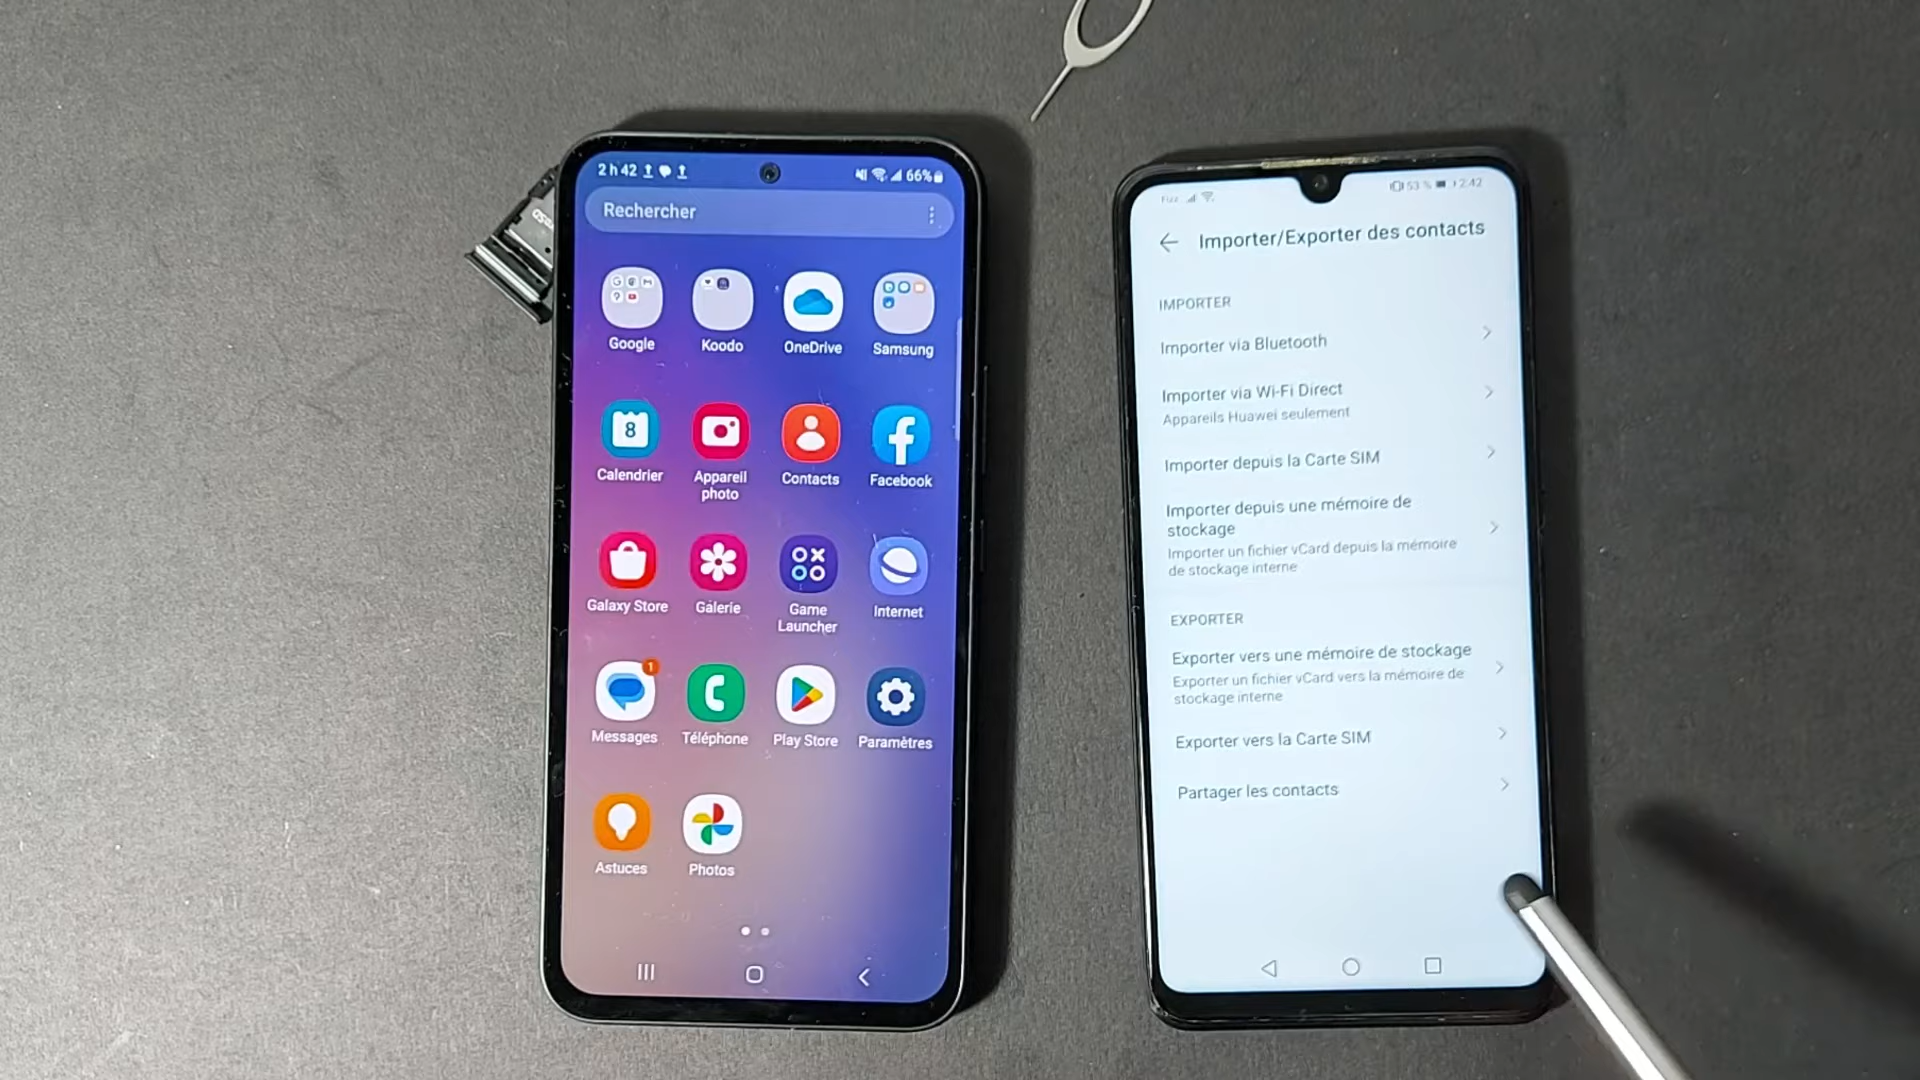 2 h 42
66%
Rechercher
Google
Koodo
OneDrive
Samsung
8
Calendrier
Appareil
photo
Contacts
Facebook
Galaxy Store
Galerie
Game
Launcher
Internet
1
Messages
Téléphone
Play Store
Paramètres
Astuces
Photos
Fizz
53 %
2:42
Importer/Exporter des contacts
IMPORTER
Importer via Bluetooth
Importer via Wi-Fi Direct
Appareils Huawei seulement
Importer depuis la Carte SIM
Importer depuis une mémoire de
stockage
Importer un fichier vCard depuis la mémoire
de stockage interne
EXPORTER
Exporter vers une mémoire de stockage
Exporter un fichier vCard vers la mémoire de
stockage interne
Exporter vers la Carte SIM
Partager les contacts